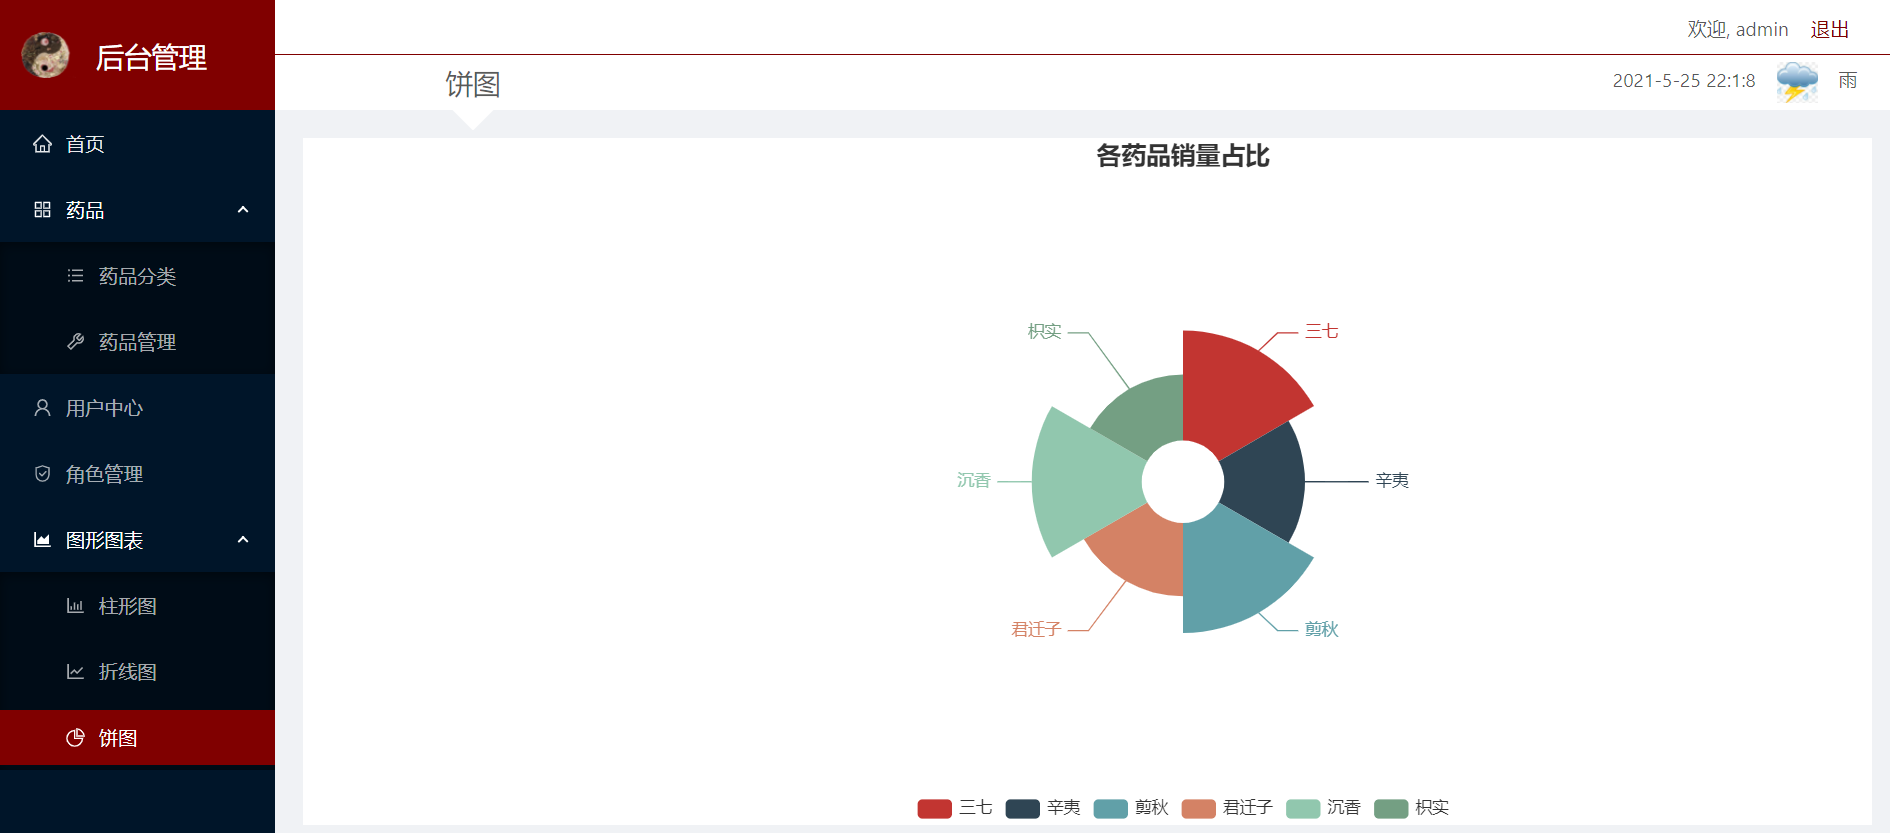 后台管理
欢迎, admin 退出
饼图
2021-5-25 22:1:8 雨
首页
药品
药品分类
药品管理
用户中心
角色管理
图形图表
柱形图
折线图
饼图
各药品销量占比
枳实 三七
沉香 辛夷
君迁子 剪秋
三七 辛夷 剪秋 君迁子 沉香 枳实